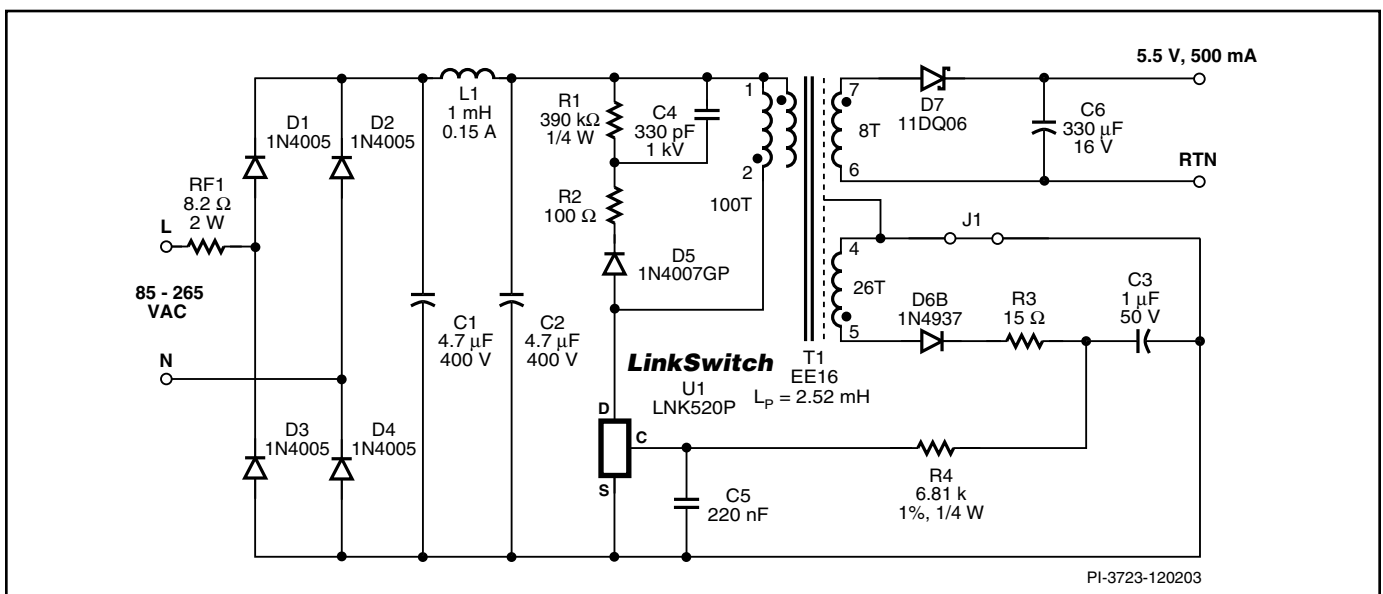 5.5 V, 500 mA
L1
1 mH
0.15 A
R1
390 kΩ
1/4 W
C4
330 pF
1 kV
1
2
100T
7
8T
6
D7
11DQ06
C6
330 µF
16 V
RTN
D1
1N4005
D2
1N4005
RF1
8.2 Ω
2 W
L
85 - 265
VAC
N
R2
100 Ω
D5
1N4007GP
J1
4
26T
5
D6B
1N4937
R3
15 Ω
C3
1 µF
50 V
C1
4.7 µF
400 V
C2
4.7 µF
400 V
LinkSwitch
U1
LNK520P
T1
EE16
LP = 2.52 mH
D
C
S
D3
1N4005
D4
1N4005
C5
220 nF
R4
6.81 k
1%, 1/4 W
PI-3723-120203